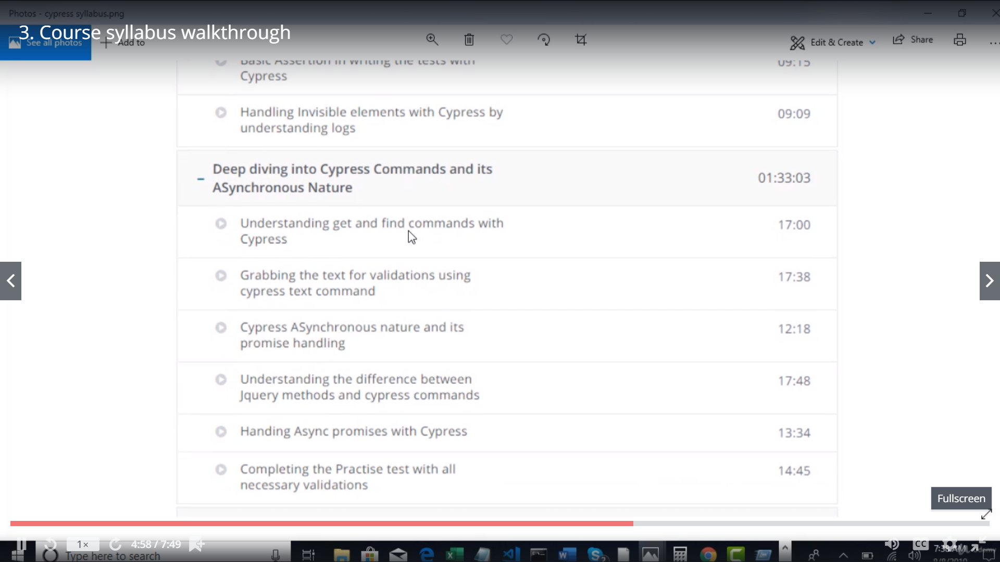 Photos - cypress syllabus.png
3. Course syllabus walkthrough
See all photos
Add to
Edit & Create
Share
Basic Assertion in writing the tests with
Cypress
09:15
Handling Invisible elements with Cypress by
understanding logs
09:09
Deep diving into Cypress Commands and its
ASynchronous Nature
01:33:03
Understanding get and find commands with
Cypress
17:00
Grabbing the text for validations using
cypress text command
17:38
Cypress ASynchronous nature and its
promise handling
12:18
Understanding the difference between
Jquery methods and cypress commands
17:48
Handing Async promises with Cypress
13:34
Completing the Practise test with all
necessary validations
14:45
Fullscreen
1×
4:58 / 7:49
CC
Type here to search
7:38 AM